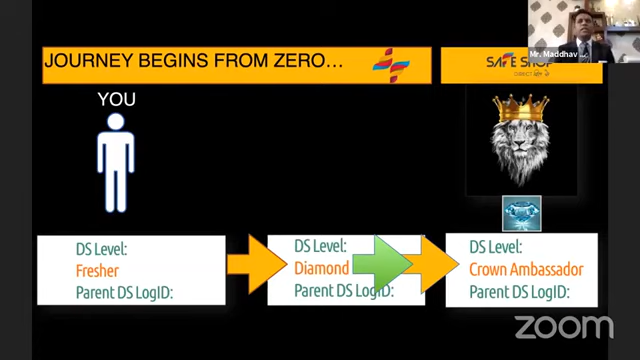 JOURNEY BEGINS FROM ZERO...
SAFE SHOP
Mr. Maddhav
YOU
DS Level:
Fresher
Parent DS LogID:
DS Level:
Diamond
Parent DS LogID:
DS Level:
Crown Ambassador
Parent DS LogID:
zoom